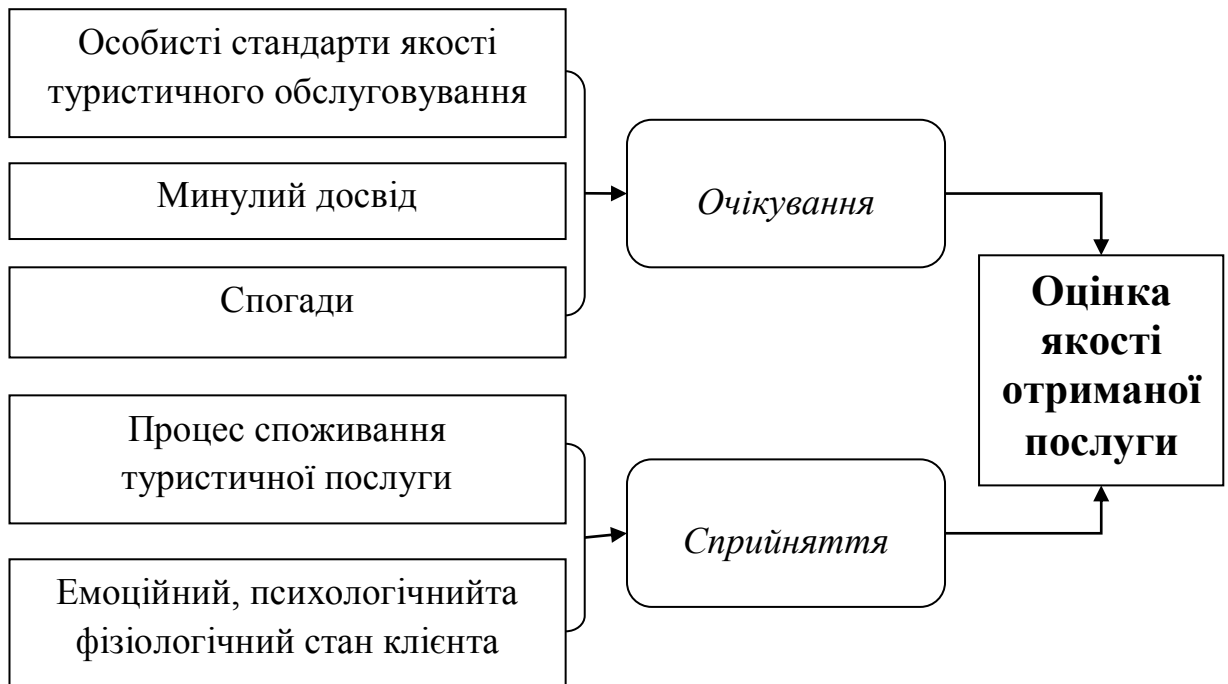 Особисті стандарти якості
туристичного обслуговування
Минулий досвід
Спогади
Очікування
Процес споживання
туристичної послуги
Емоційний, психологічнийта
фізіологічний стан клієнта
Сприйняття
Оцінка
якості
отриманої
послуги